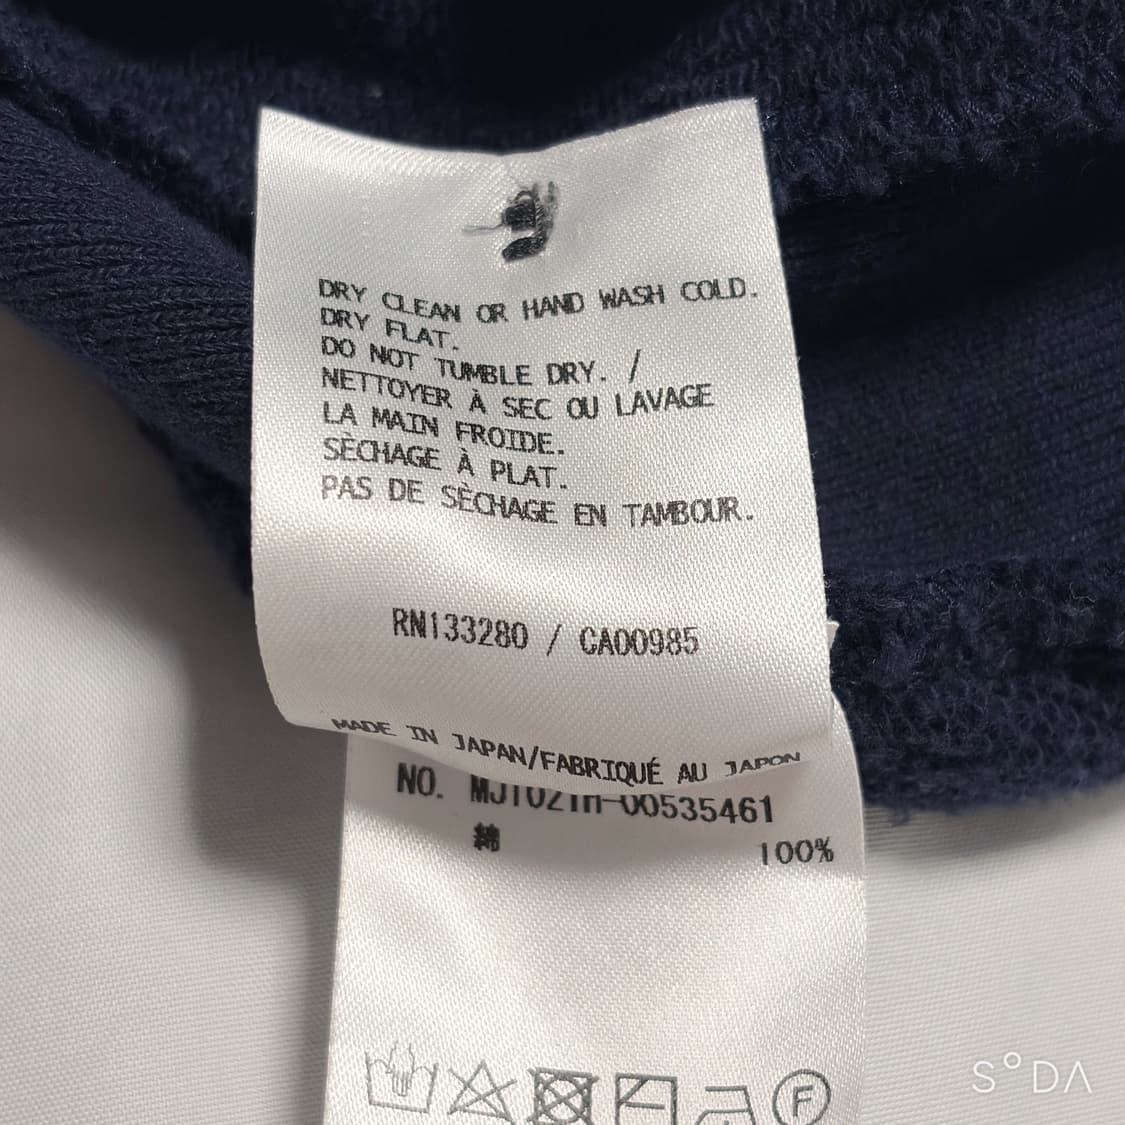 DRY CLEAN OR HAND WASH COLD.
DRY FLAT.
DO NOT TUMBLE DRY. /
NETTOYER À SEC OU LAVAGE
LA MAIN FROIDE.
SÈCHAGE À PLAT.
PAS DE SÈCHAGE EN TAMBOUR.
RN133280 / CA00985
MADE IN JAPAN/FABRIQUÉ AU JAPON
NO.
綿 100%
F
S°DA